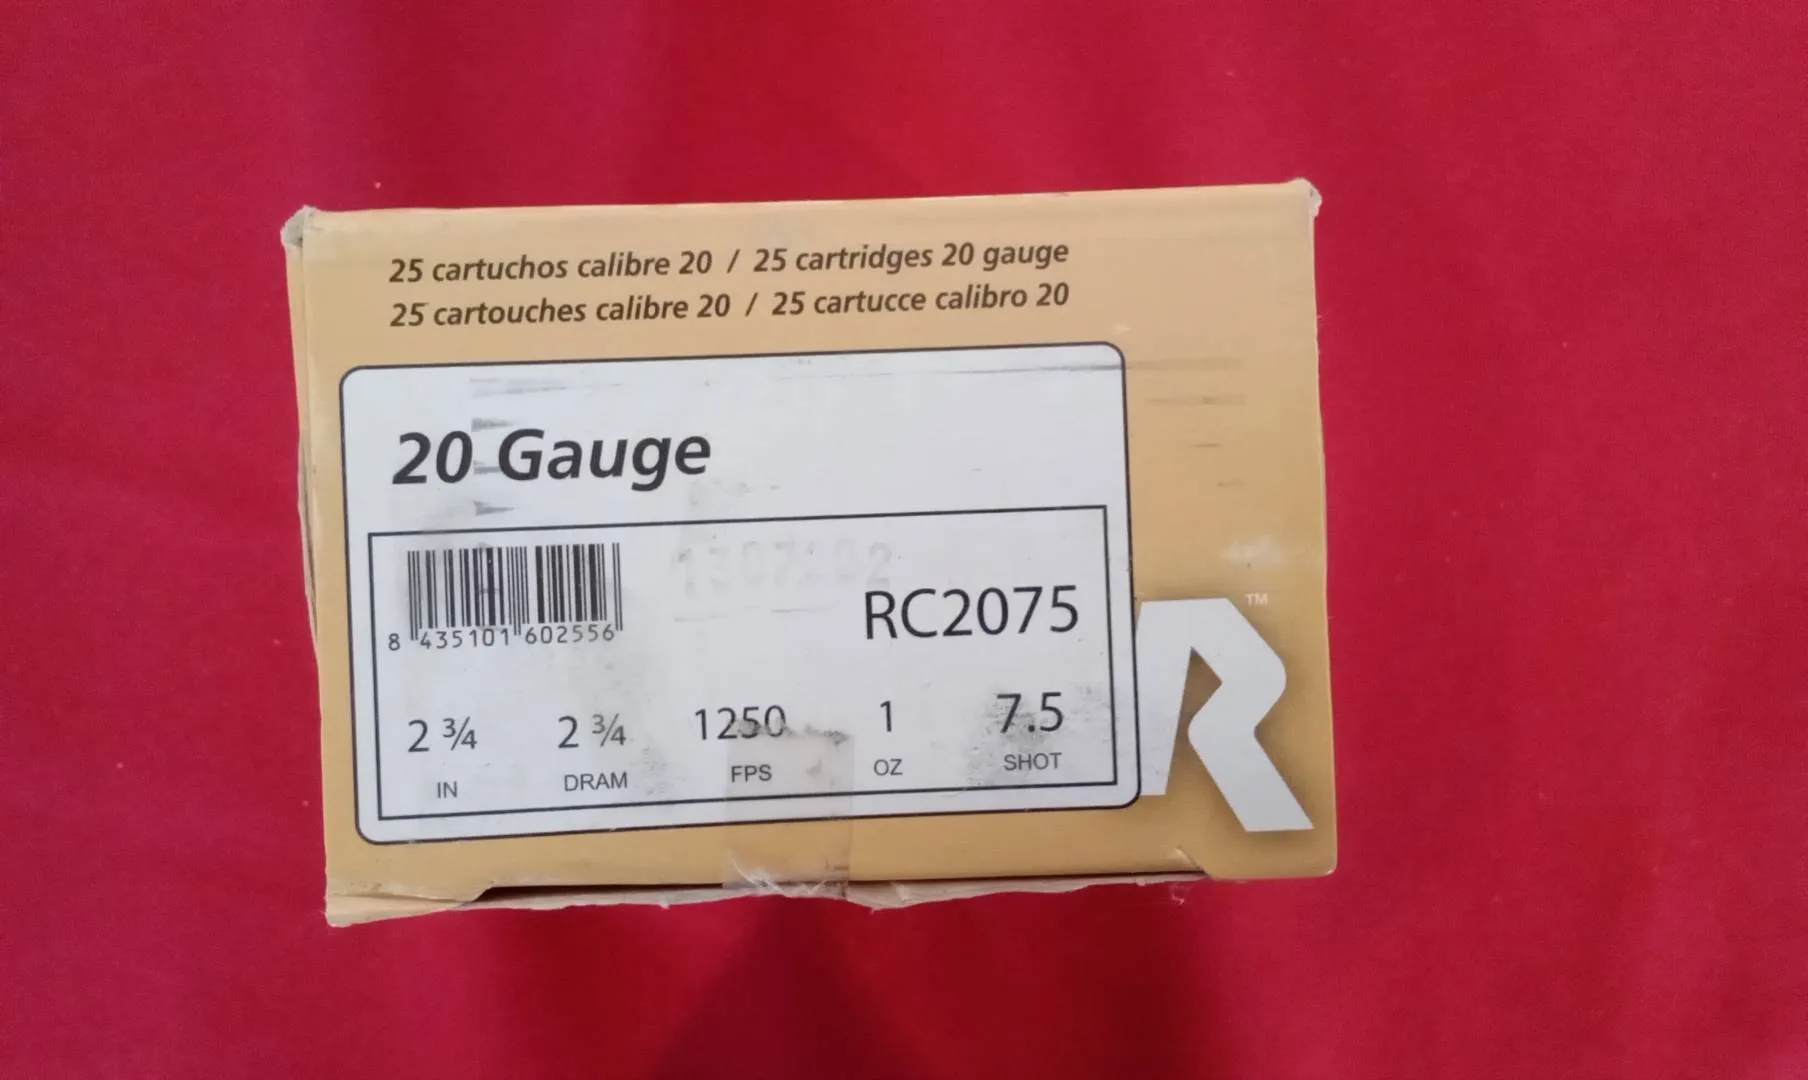 25 cartuchos calibre 20 / 25 cartridges 20 gauge
25 cartouches calibre 20 / 25 cartucce calibro 20
20 Gauge
8 435101 602556
RC2075
2 ¾ 2 ¾ 1250 1 7.5
IN DRAM FPS OZ SHOT
R TM